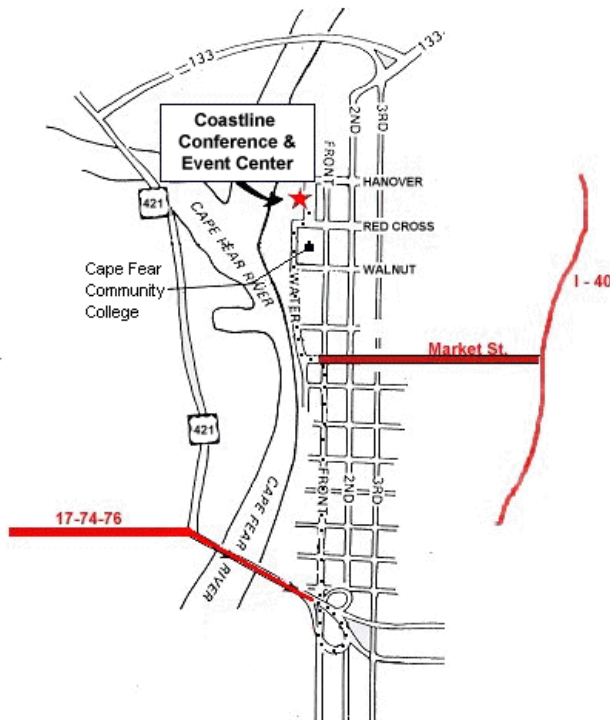 133
133
Coastline
Conference &
Event Center
2ND
3RD
FRONT
HANOVER
421
CAPE FEAR RIVER
RED CROSS
WALNUT
Cape Fear
Community
College
WATER
I - 40
Market St.
421
FRONT
2ND
3RD
CAPE FEAR
RIVER
17-74-76